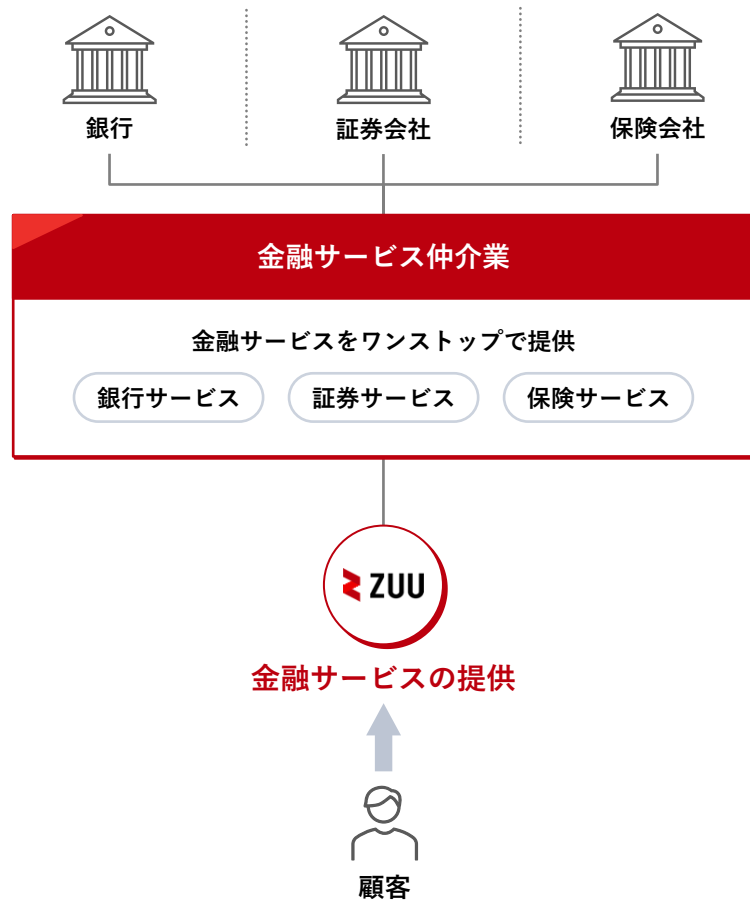 銀行
証券会社
保険会社
金融サービス仲介業
金融サービスをワンストップで提供
銀行サービス
証券サービス
保険サービス
ZUU
金融サービスの提供
顧客